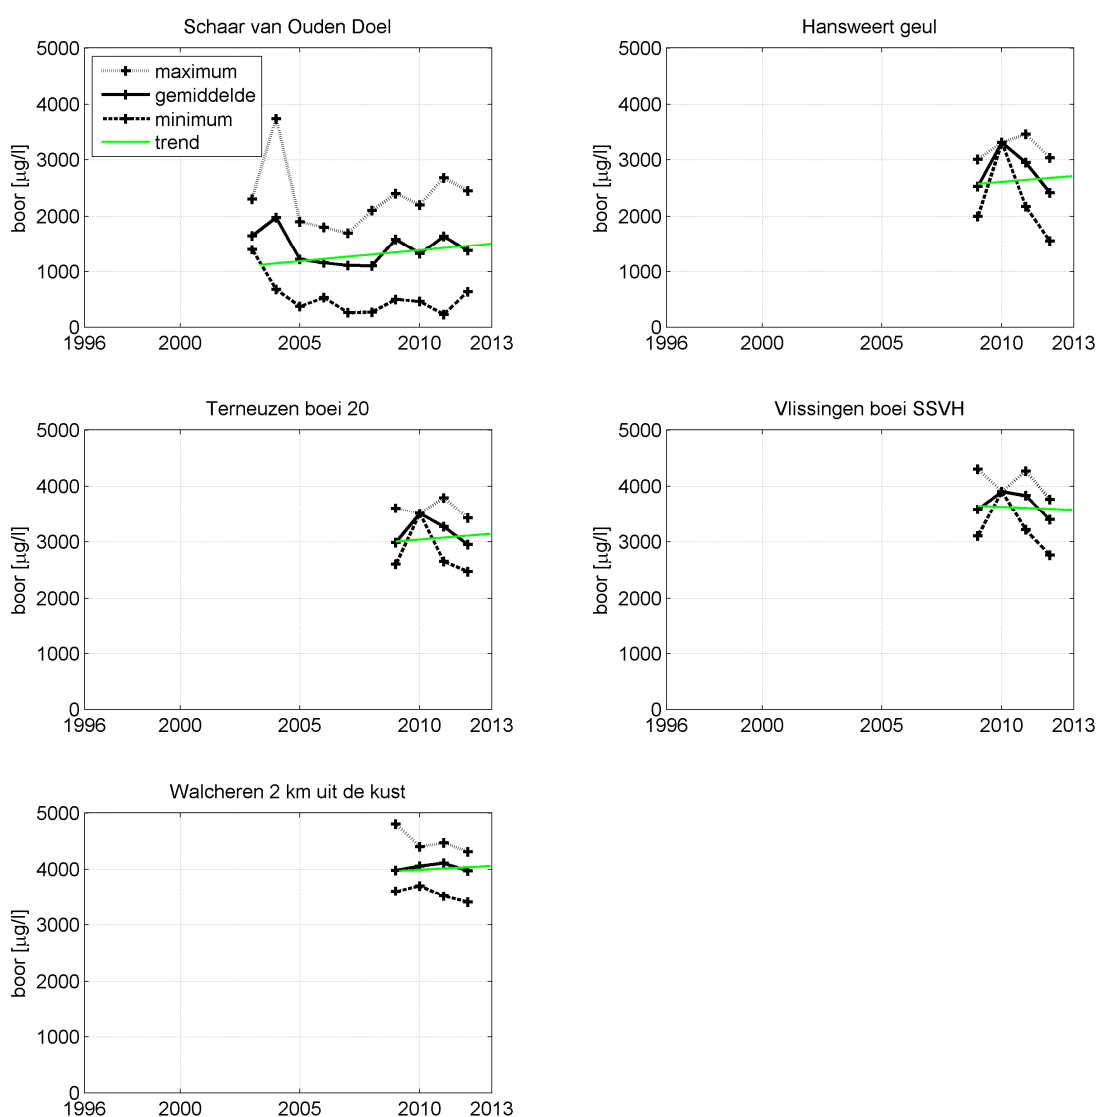 Schaar van Ouden Doel
5000
4000
3000
2000
1000
0
boor [µg/l]
maximum
gemiddelde
minimum
trend
1996 2000 2005 2010 2013
Hansweert geul
5000
4000
3000
2000
1000
0
boor [µg/l]
1996 2000 2005 2010 2013
Terneuzen boei 20
5000
4000
3000
2000
1000
0
boor [µg/l]
1996 2000 2005 2010 2013
Vlissingen boei SSVH
5000
4000
3000
2000
1000
0
boor [µg/l]
1996 2000 2005 2010 2013
Walcheren 2 km uit de kust
5000
4000
3000
2000
1000
0
boor [µg/l]
1996 2000 2005 2010 2013